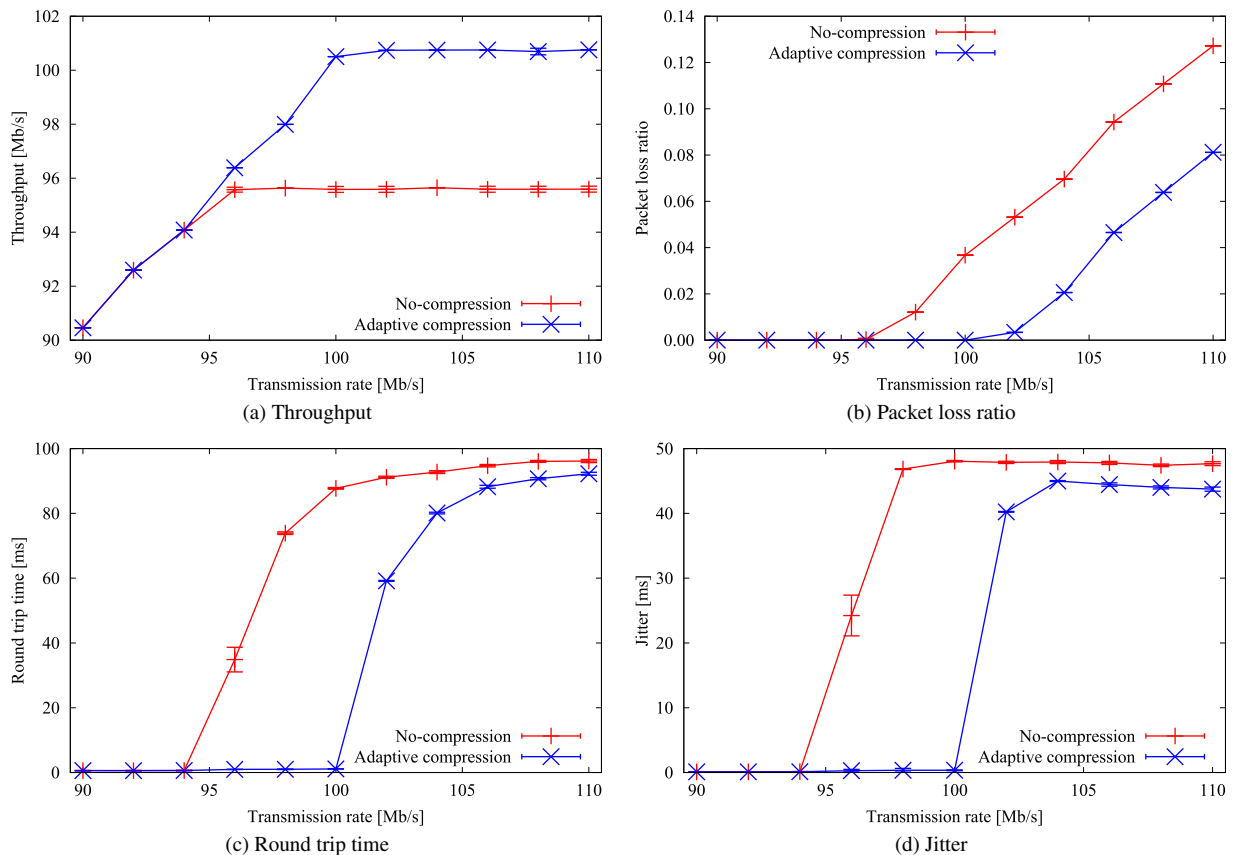 102
100
98
96
94
92
90
Throughput [Mb/s]
No-compression
Adaptive compression
90 95 100 105 110
Transmission rate [Mb/s]
(a) Throughput
0.14
0.12
0.10
0.08
0.06
0.04
0.02
0.00
Packet loss ratio
No-compression
Adaptive compression
90 95 100 105 110
Transmission rate [Mb/s]
(b) Packet loss ratio
100
80
60
40
20
0
Round trip time [ms]
No-compression
Adaptive compression
90 95 100 105 110
Transmission rate [Mb/s]
(c) Round trip time
50
40
30
20
10
0
Jitter [ms]
No-compression
Adaptive compression
90 95 100 105 110
Transmission rate [Mb/s]
(d) Jitter